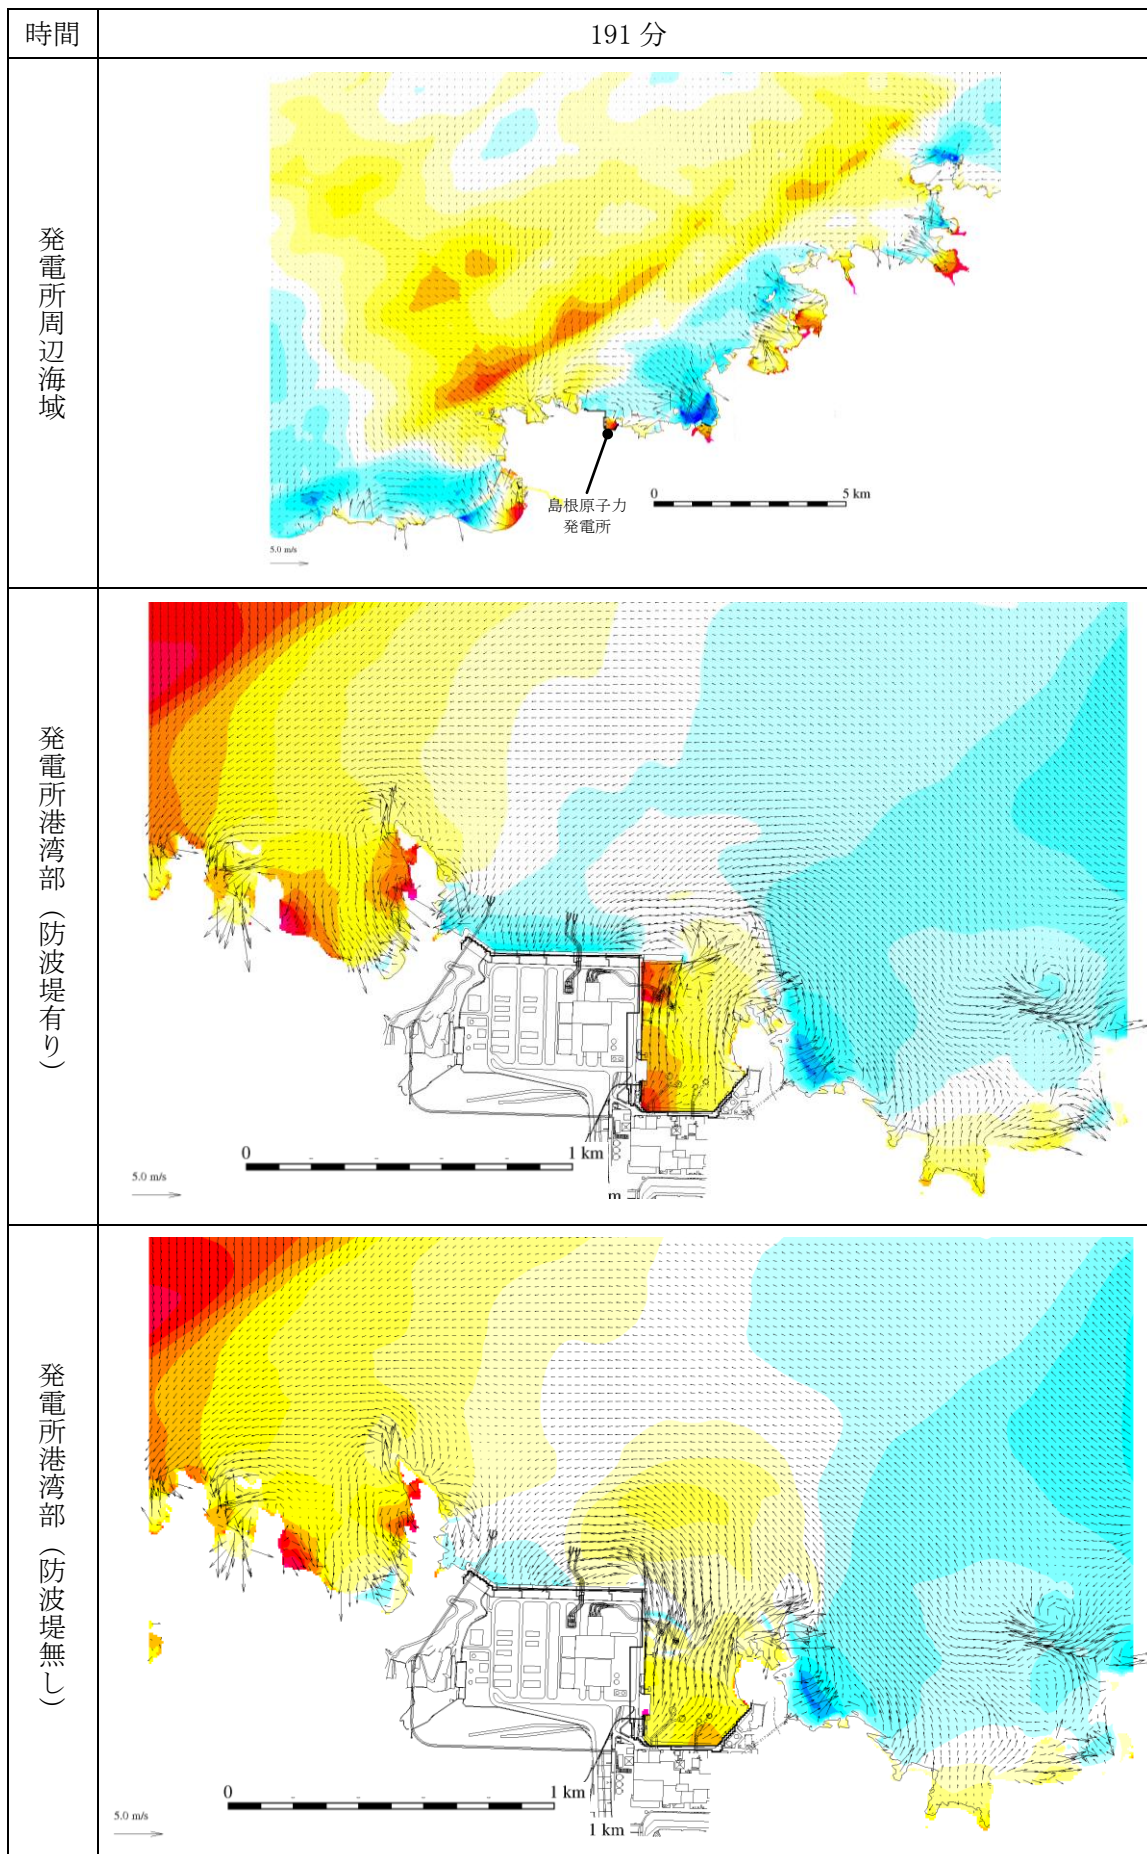 時間
191 分
発電所周辺海域
島根原子力
発電所
0
5 km
5.0 m/s
発電所港湾部（防波堤有り）
0
1 km
5.0 m/s
m
発電所港湾部（防波堤無し）
0
1 km
5.0 m/s
1 km